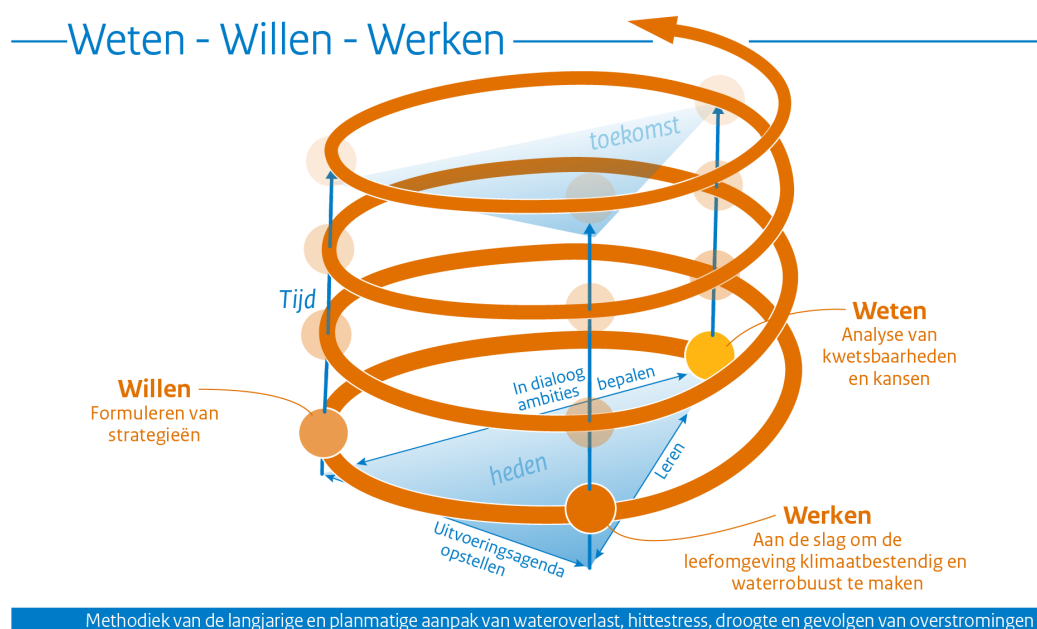 Weten - Willen - Werken
toekomst
Tijd
Weten
Analyse van
kwetsbaarheden
en kansen
In dialoog bepalen
ambities
Willen
Formuleren van
strategieën
heden
Leren
Uitvoeringsagenda
opstellen
Werken
Aan de slag om de
leefomgeving klimaatbestendig en
waterrobuust te maken
Methodiek van de langjarige en planmatige aanpak van wateroverlast, hittestress, droogte en gevolgen van overstromingen